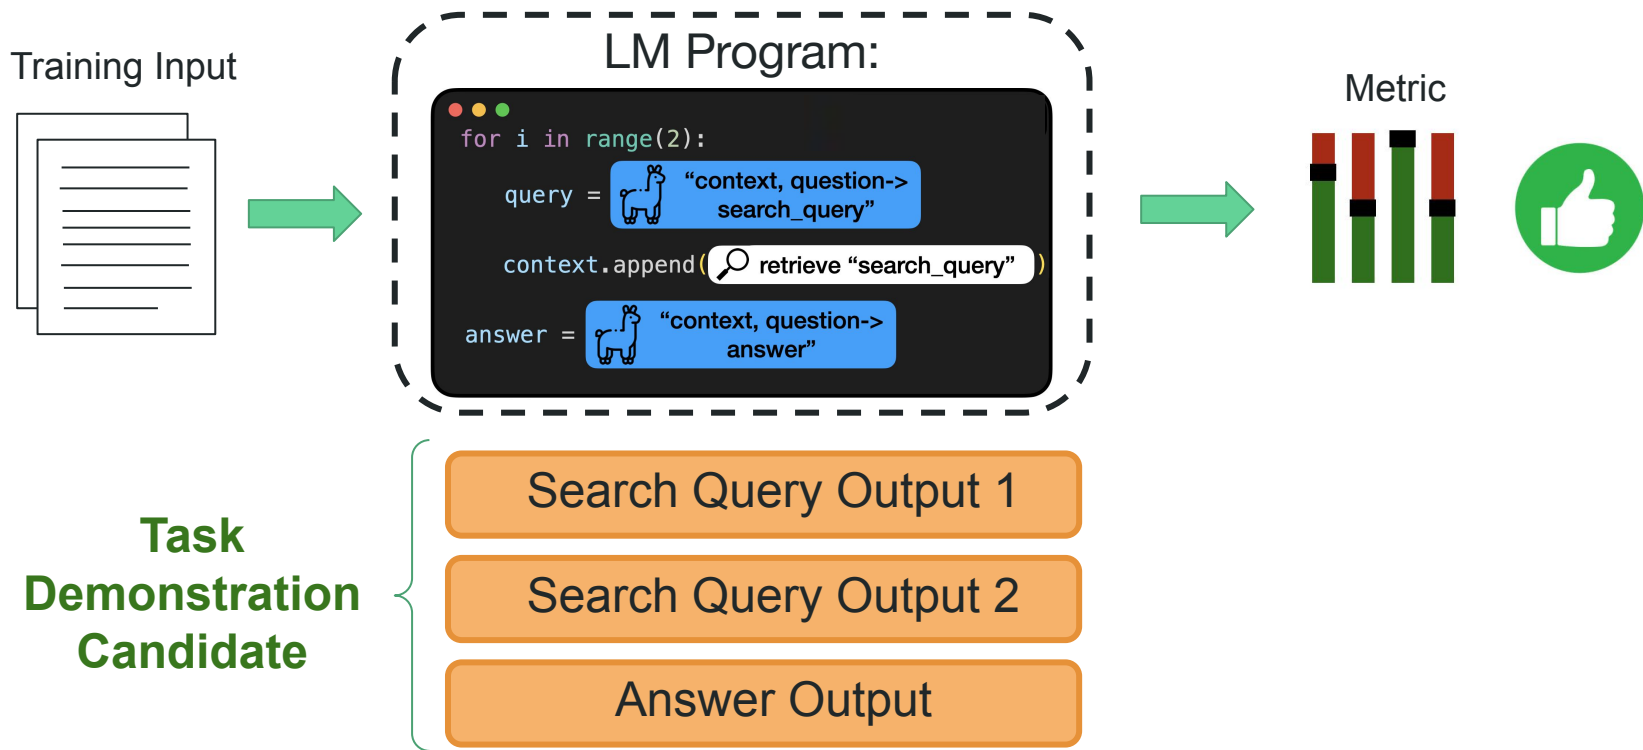 Training Input
LM Program:
for i in range(2):
query = “context, question->
search_query”
context.append( retrieve “search_query” )
answer = “context, question->
answer”
Metric
Task
Demonstration
Candidate
Search Query Output 1
Search Query Output 2
Answer Output